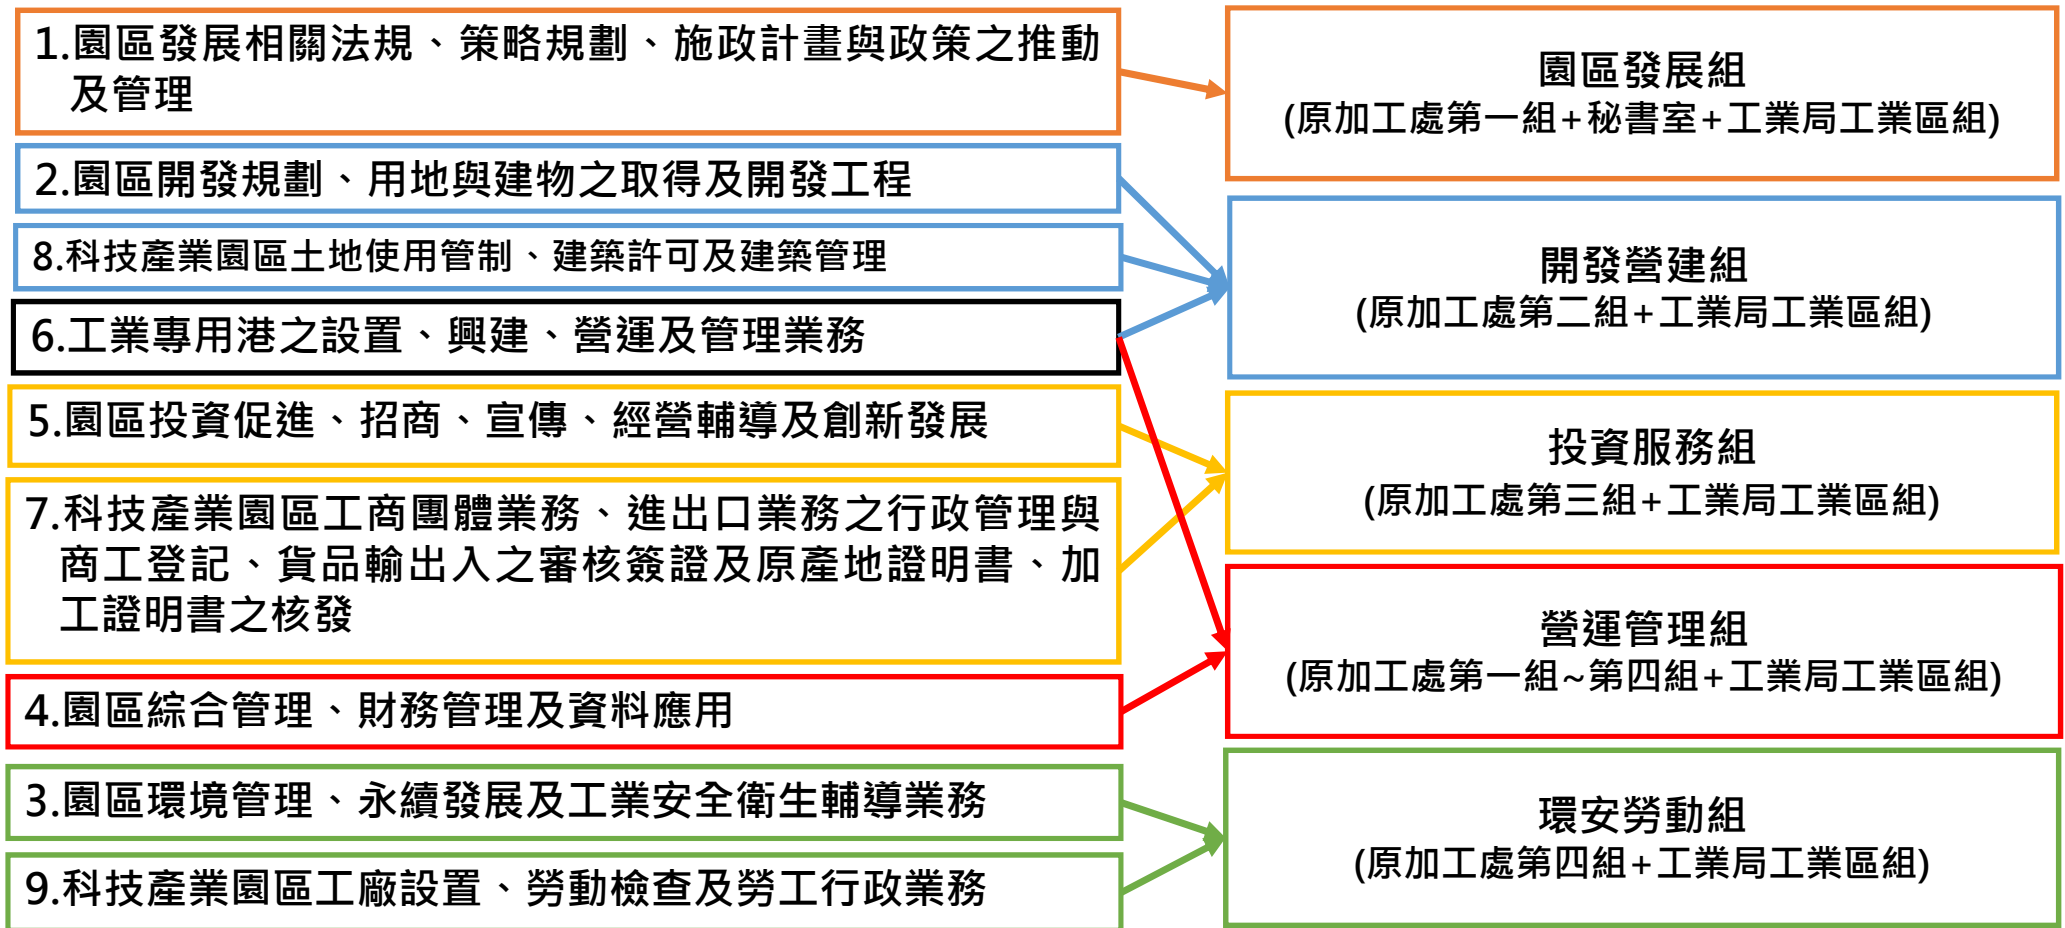 1.園區發展相關法規、策略規劃、施政計畫與政策之推動
及管理
2.園區開發規劃、用地與建物之取得及開發工程
8.科技產業園區土地使用管制、建築許可及建築管理
6.工業專用港之設置、興建、營運及管理業務
5.園區投資促進、招商、宣傳、經營輔導及創新發展
7.科技產業園區工商團體業務、進出口業務之行政管理與
商工登記、貨品輸出入之審核簽證及原產地證明書、加
工證明書之核發
4.園區綜合管理、財務管理及資料應用
3.園區環境管理、永續發展及工業安全衛生輔導業務
9.科技產業園區工廠設置、勞動檢查及勞工行政業務
園區發展組
(原加工處第一組+秘書室+工業局工業區組)
開發營建組
(原加工處第二組+工業局工業區組)
投資服務組
(原加工處第三組+工業局工業區組)
營運管理組
(原加工處第一組~第四組+工業局工業區組)
環安勞動組
(原加工處第四組+工業局工業區組)